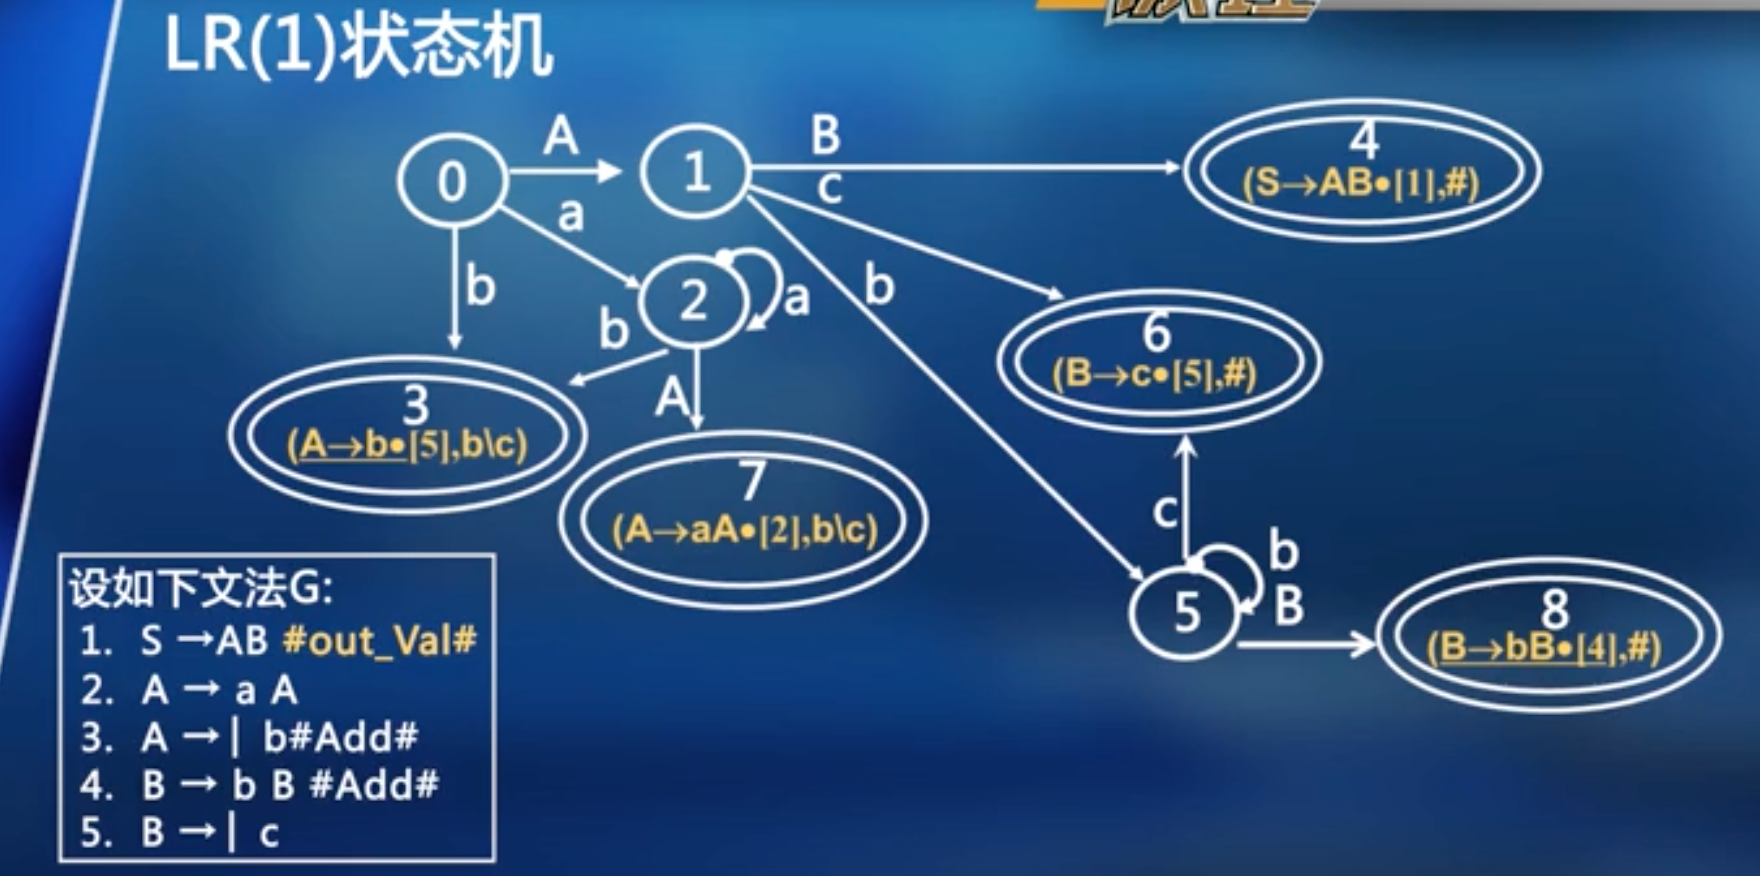 LR(1)状态机
A
B
0
1
4
(S→AB•[1],#)
c
a
b
2
a
b
b
6
(B→c•[5],#)
A
3
(A→b•[5],b\c)
7
(A→aA•[2],b\c)
c
b
5
B
8
(B→bB•[4],#)
设如下文法G:
1. S →AB #out_Val#
2. A → a A
3. A →| b#Add#
4. B → b B #Add#
5. B →| c